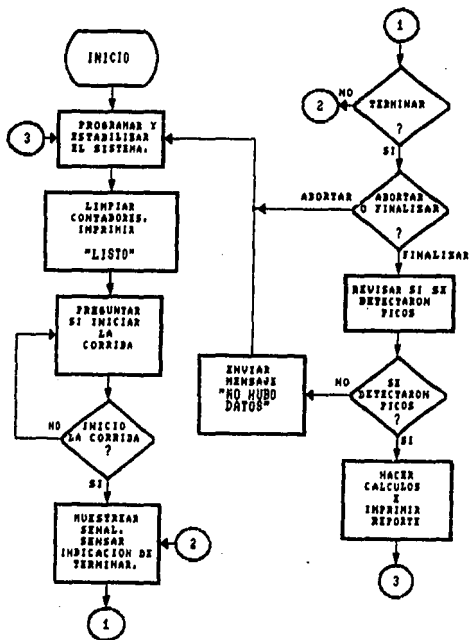 INICIO
3
PROGRAMAR Y
ESTABILIZAR
EL SISTEMA.
LIMPIAR
CONTADORES.
IMPRIMIR
"LISTO"
PREGUNTAR
SI INICIAR
LA
CORRIDA
NO
INICIO
LA CORRIDA
?
SI
MUESTREAR
SENAL.
SENSAR
INDICACION DE
TERMINAR.
2
1
1
NO
2
TERMINAR
?
SI
ABORTAR
ABORTAR
O FINALIZAR
?
FINALIZAR
REVISAR SI SE
DETECTARON
PICOS
ENVIAR
MENSAJE
"NO HUBO
DATOS"
NO
SE
DETECTARON
PICOS
?
SI
HACER
CALCULOS
E
IMPRIMIR
REPORTE
3